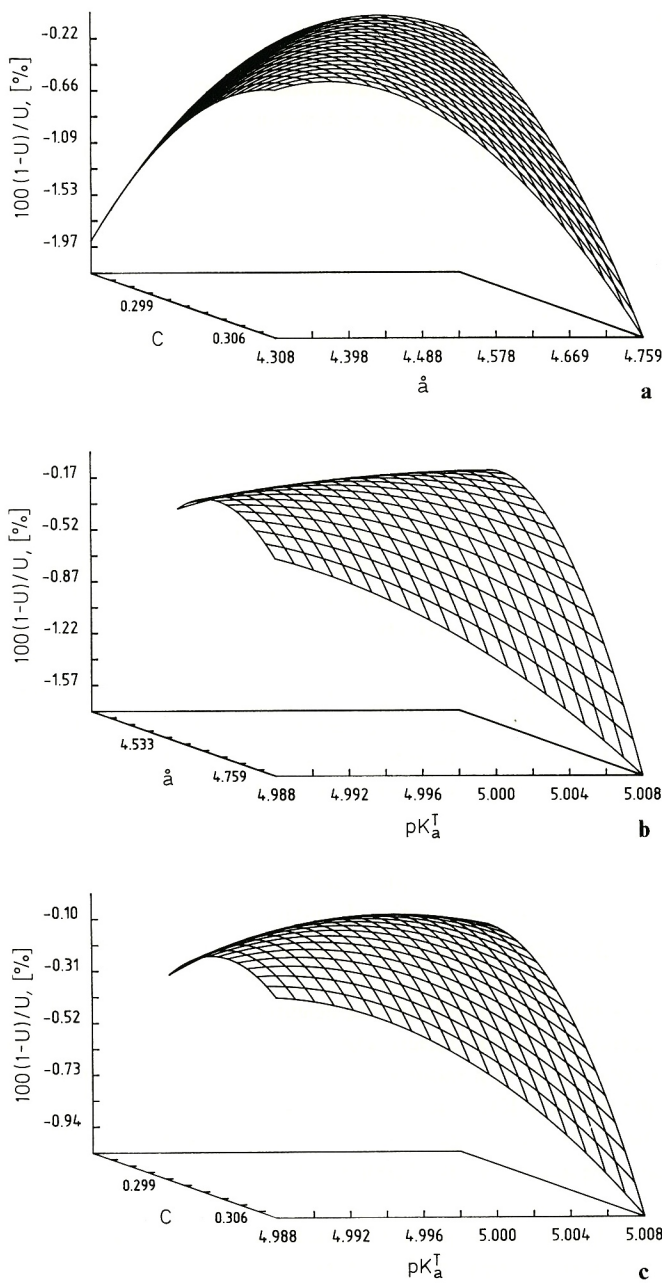 -0.22
-0.66
-1.09
-1.53
-1.97
100 (1-U)/U, [%]
0.299
0.306
C
4.308 4.398 4.488 4.578 4.669 4.759
å
a
-0.17
-0.52
-0.87
-1.22
-1.57
100 (1-U)/U, [%]
4.533
4.759
å
4.988 4.992 4.996 5.000 5.004 5.008
pKᵀₐ
b
-0.10
-0.31
-0.52
-0.73
-0.94
100 (1-U)/U, [%]
0.299
0.306
C
4.988 4.992 4.996 5.000 5.004 5.008
pKᵀₐ
c